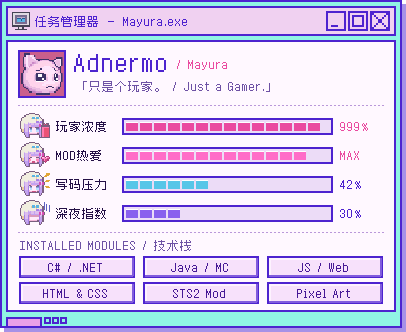 任务管理器 - Mayura.exe
Adnermo / Mayura
「只是个玩家。 / Just a Gamer.」
玩家浓度 999%
MOD热爱 MAX
写码压力 42%
深夜指数 30%
INSTALLED MODULES / 技术栈
C# / .NET Java / MC JS / Web
HTML & CSS STS2 Mod Pixel Art